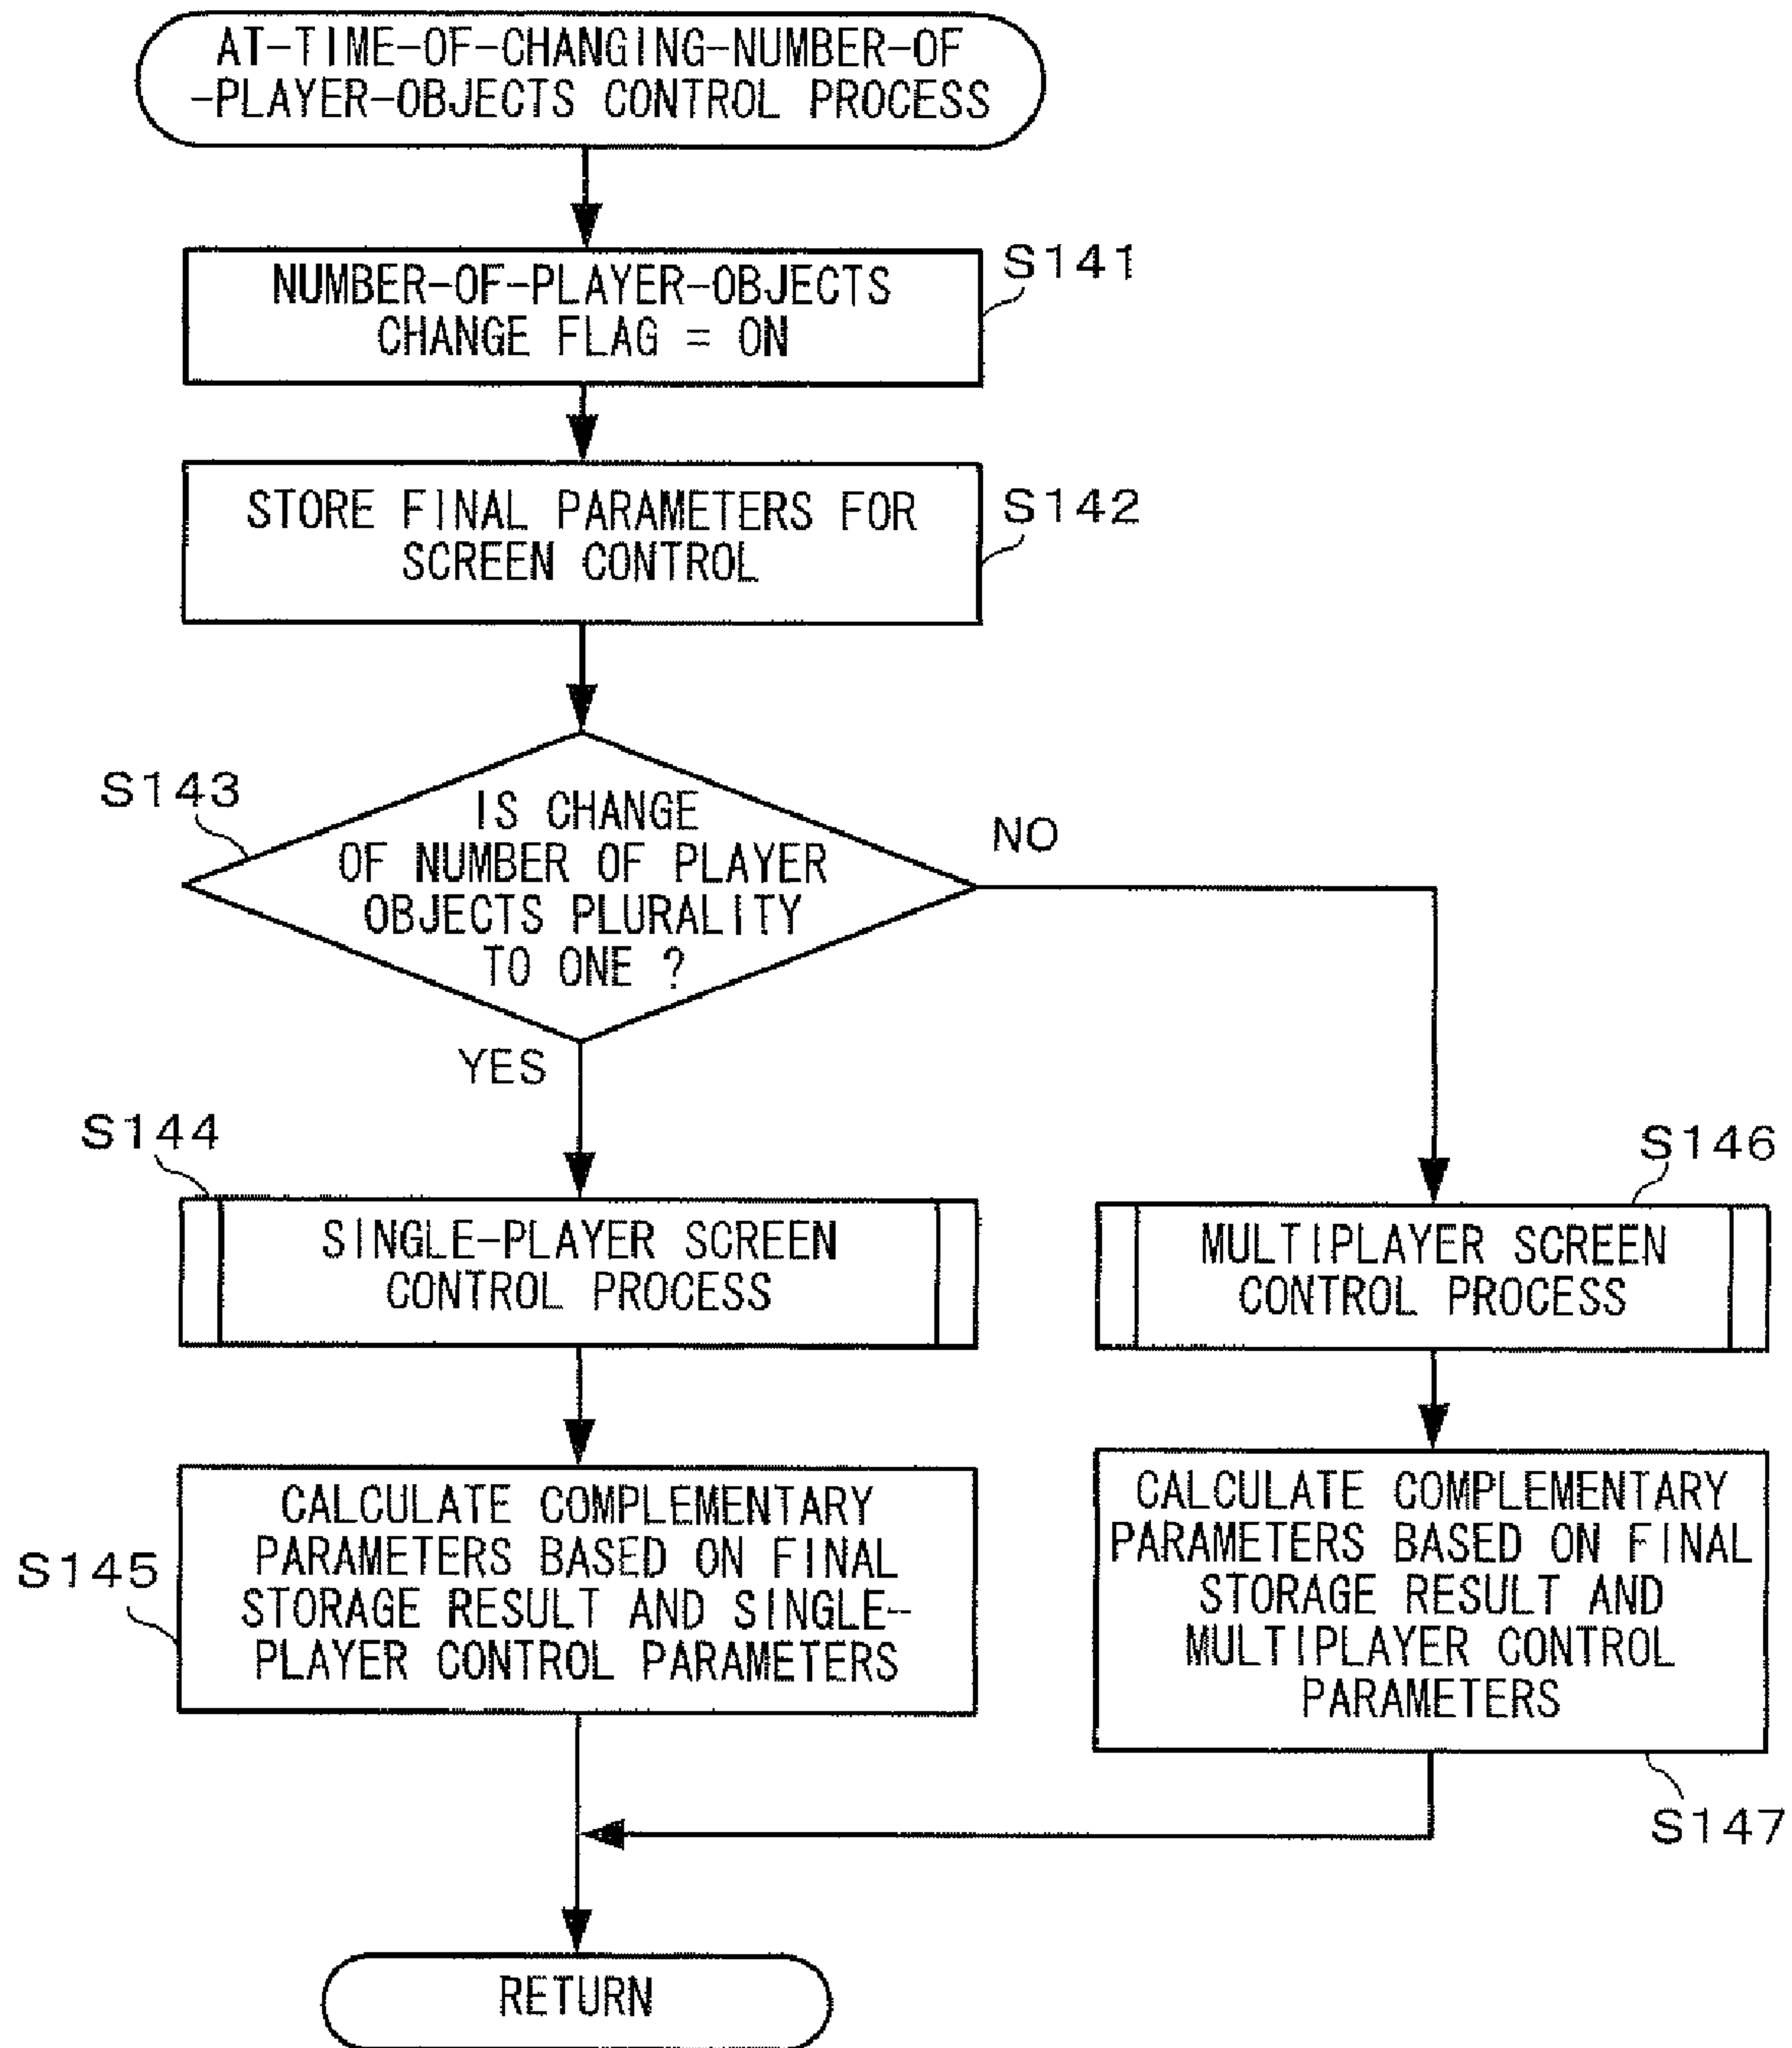 AT-TIME-OF-CHANGING-NUMBER-OF
-PLAYER-OBJECTS CONTROL PROCESS
S141
NUMBER-OF-PLAYER-OBJECTS
CHANGE FLAG = ON
S142
STORE FINAL PARAMETERS FOR
SCREEN CONTROL
S143
IS CHANGE
OF NUMBER OF PLAYER
OBJECTS PLURALITY
TO ONE ?
NO
YES
S144
SINGLE-PLAYER SCREEN
CONTROL PROCESS
S146
MULTIPLAYER SCREEN
CONTROL PROCESS
S145
CALCULATE COMPLEMENTARY
PARAMETERS BASED ON FINAL
STORAGE RESULT AND SINGLE-
PLAYER CONTROL PARAMETERS
CALCULATE COMPLEMENTARY
PARAMETERS BASED ON FINAL
STORAGE RESULT AND
MULTIPLAYER CONTROL
PARAMETERS
S147
RETURN